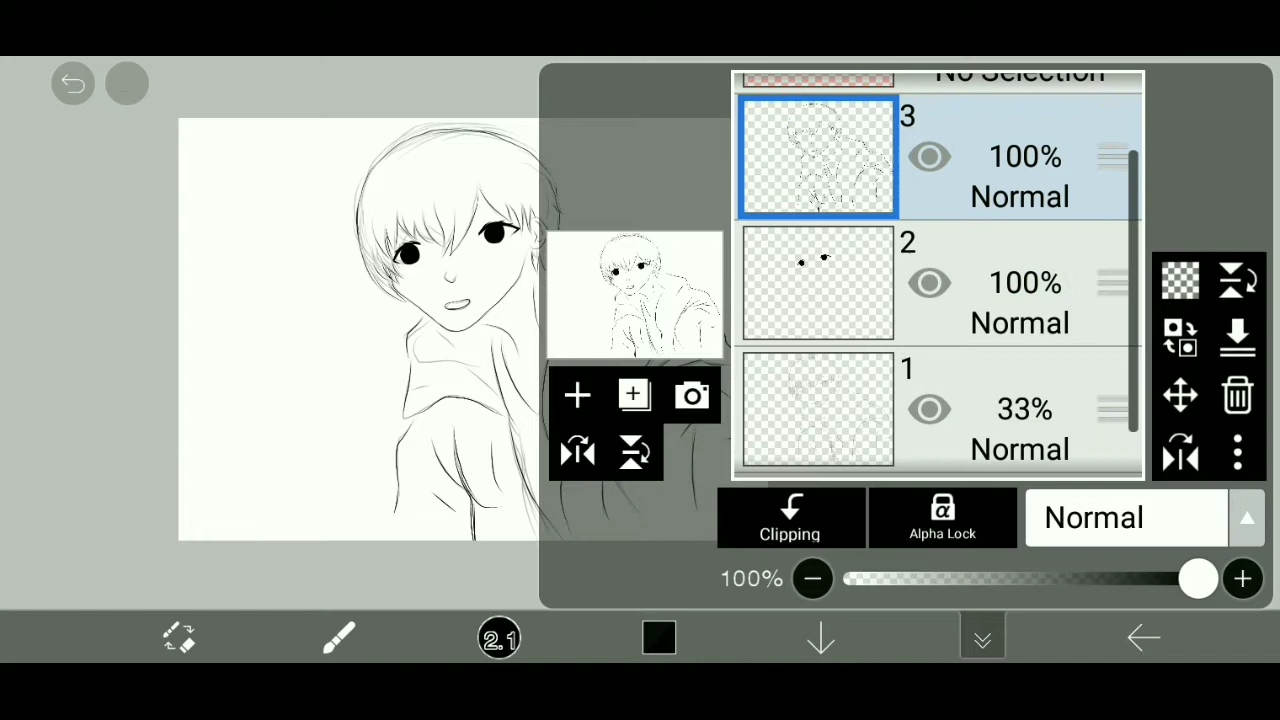 No Selection
3
100%
Normal
2
100%
Normal
1
33%
Normal
Clipping
α
Alpha Lock
Normal
100%
2.1